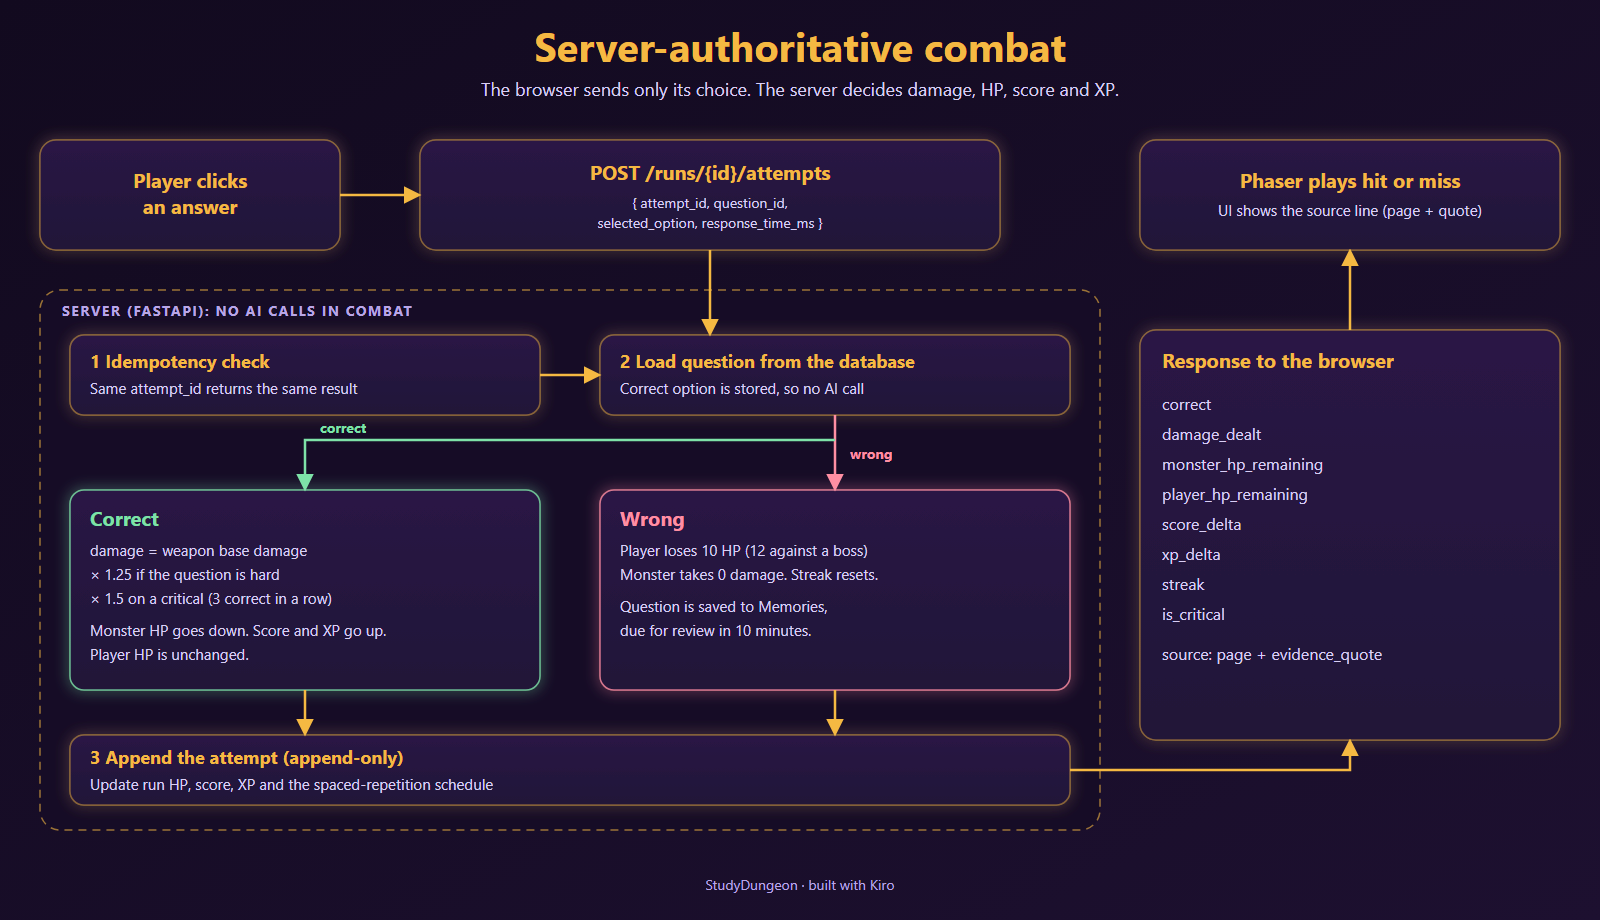 Server-authoritative combat
The browser sends only its choice. The server decides damage, HP, score and XP.
Player clicks
an answer
POST /runs/{id}/attempts
{ attempt_id, question_id,
selected_option, response_time_ms }
Phaser plays hit or miss
UI shows the source line (page + quote)
SERVER (FASTAPI): NO AI CALLS IN COMBAT
1 Idempotency check
Same attempt_id returns the same result
2 Load question from the database
Correct option is stored, so no AI call
correct
wrong
Correct
damage = weapon base damage
× 1.25 if the question is hard
× 1.5 on a critical (3 correct in a row)
Monster HP goes down. Score and XP go up.
Player HP is unchanged.
Wrong
Player loses 10 HP (12 against a boss)
Monster takes 0 damage. Streak resets.
Question is saved to Memories,
due for review in 10 minutes.
3 Append the attempt (append-only)
Update run HP, score, XP and the spaced-repetition schedule
Response to the browser
correct
damage_dealt
monster_hp_remaining
player_hp_remaining
score_delta
xp_delta
streak
is_critical
source: page + evidence_quote
StudyDungeon · built with Kiro